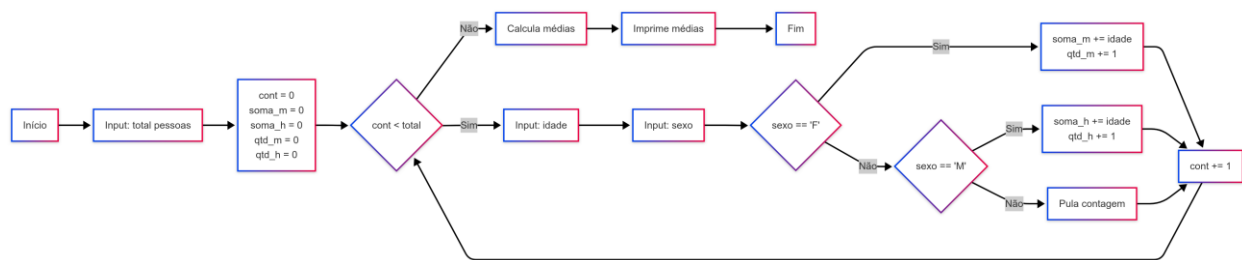 Início
Input: total pessoas
cont = 0
soma_m = 0
soma_h = 0
qtd_m = 0
qtd_h = 0
cont < total
Não
Calcula médias
Imprime médias
Fim
Sim
Input: idade
Input: sexo
sexo == 'F'
Sim
soma_m += idade
qtd_m += 1
Não
sexo == 'M'
Sim
soma_h += idade
qtd_h += 1
Não
Pula contagem
cont += 1